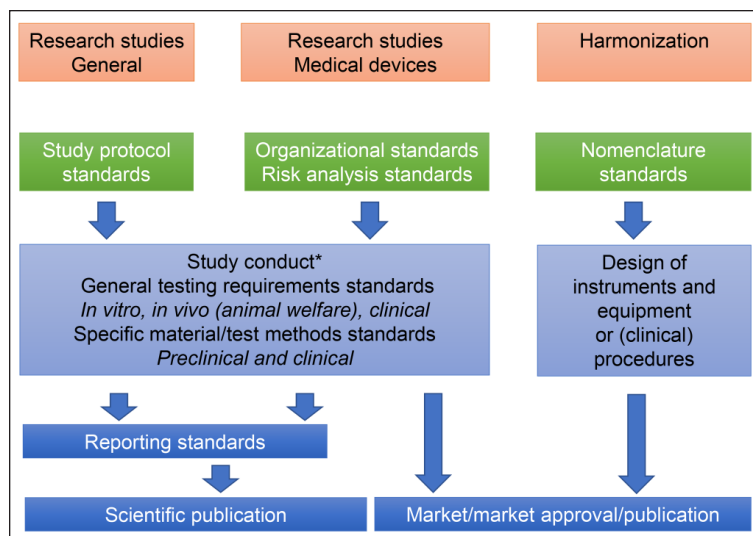 Research studies
General
Research studies
Medical devices
Harmonization
Study protocol
standards
Organizational standards
Risk analysis standards
Nomenclature
standards
Study conduct*
General testing requirements standards
In vitro, in vivo (animal welfare), clinical
Specific material/test methods standards
Preclinical and clinical
Design of
instruments and
equipment
or (clinical)
procedures
Reporting standards
Scientific publication
Market/market approval/publication